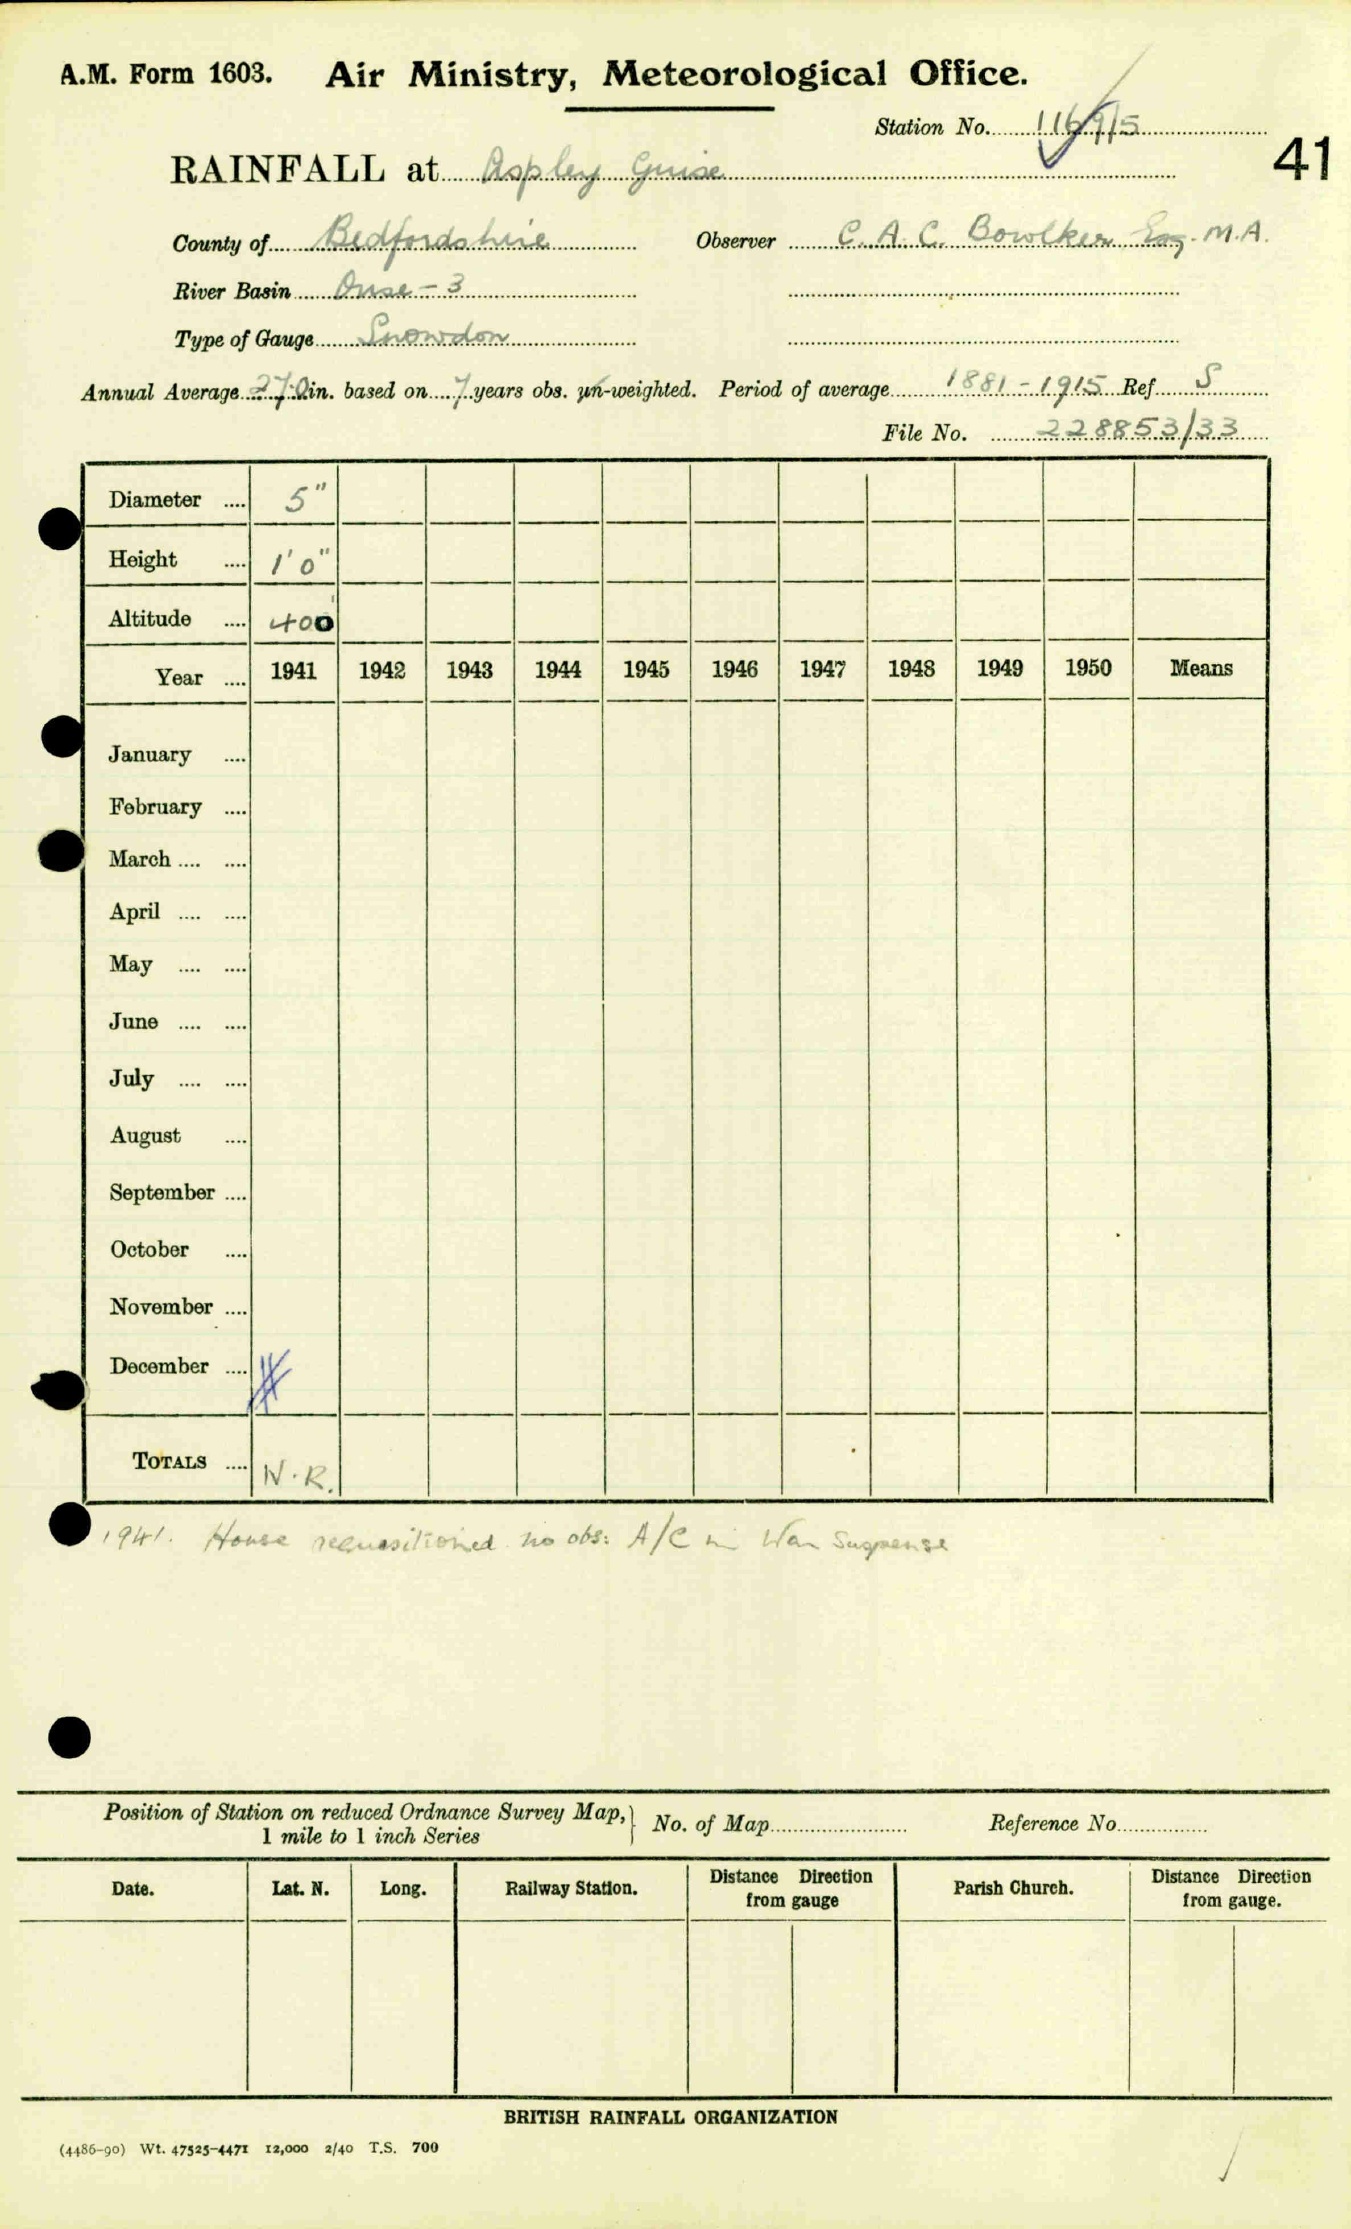 A.M. Form 1603. Air Ministry, Meteorological Office.
Station No. 1169/5
41
RAINFALL at Aspley Guise
County of Bedfordshire Observer C. A. C. Bowlker Esq. M.A.
River Basin Ouse - 3
Type of Gauge Snowdon
Annual Average 27.0 in. based on 7 years obs. un-weighted. Period of average 1881-1915 Ref S
File No. 228853/33
Diameter .... 5"
Height .... 1' 0"
Altitude .... 400'
Year .... 1941 1942 1943 1944 1945 1946 1947 1948 1949 1950 Means
January ....
February ....
March .... ....
April .... ....
May .... ....
June .... ....
July .... ....
August ....
September ....
October ....
November ....
December ....
TOTALS .... N.R.
1941. House requisitioned no obs: A/C in War Suspense
Position of Station on reduced Ordnance Survey Map, No. of Map Reference No.
1 mile to 1 inch Series
Date. Lat. N. Long. Railway Station. Distance Direction from gauge Parish Church. Distance Direction from gauge.
BRITISH RAINFALL ORGANIZATION
(4486-90) Wt. 47525-4471 12,000 2/40 T.S. 700